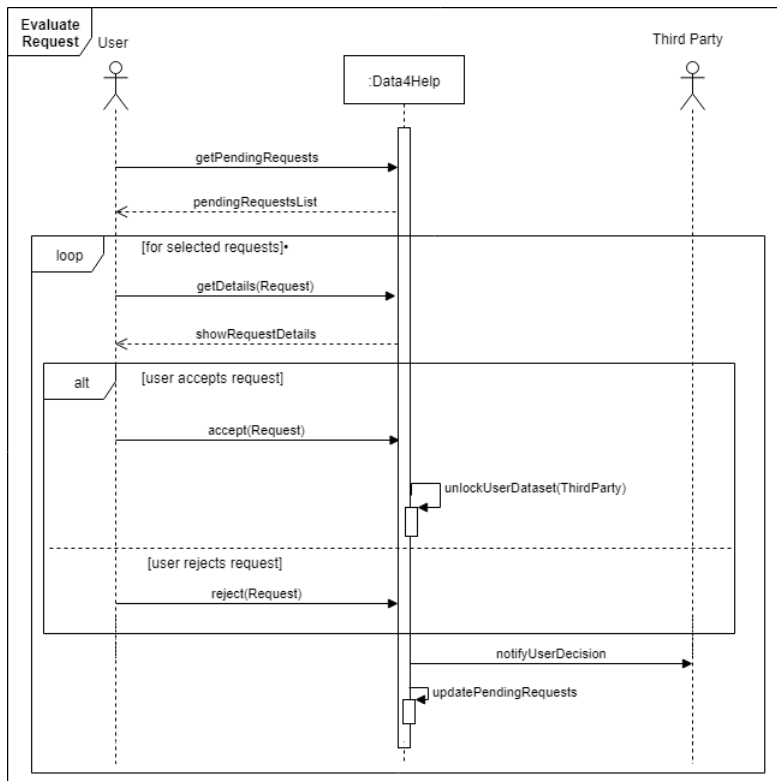 Evaluate
Request
User
Third Party
:Data4Help
getPendingRequests
pendingRequestsList
loop
[for selected requests]•
getDetails(Request)
showRequestDetails
alt
[user accepts request]
accept(Request)
unlockUserDataset(ThirdParty)
[user rejects request]
reject(Request)
notifyUserDecision
updatePendingRequests